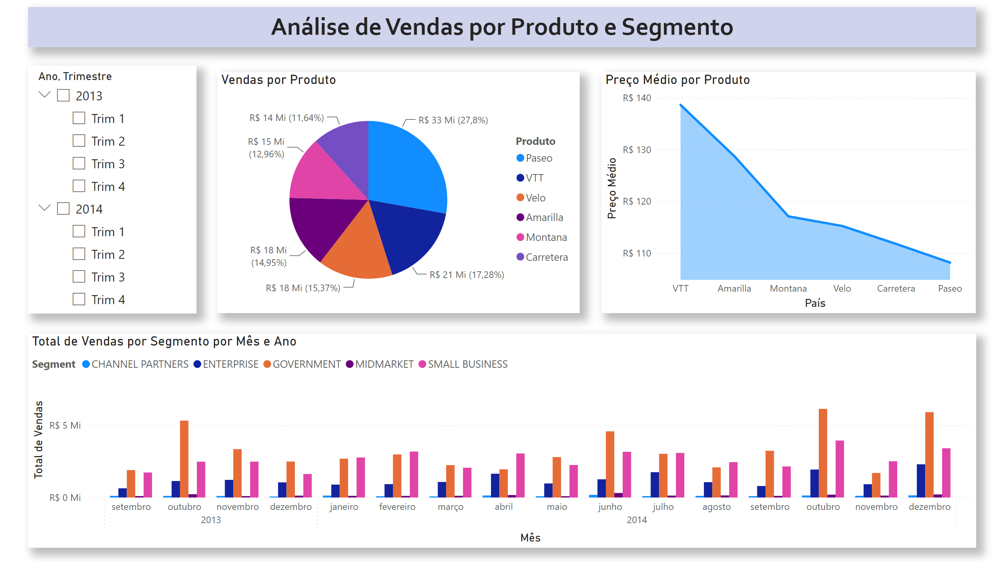 Análise de Vendas por Produto e Segmento
Ano, Trimestre
2013
Trim 1
Trim 2
Trim 3
Trim 4
2014
Trim 1
Trim 2
Trim 3
Trim 4
Vendas por Produto
R$ 14 Mi (11,64%)
R$ 33 Mi (27,8%)
R$ 15 Mi
(12,96%)
R$ 18 Mi
(14,95%)
R$ 21 Mi (17,28%)
R$ 18 Mi (15,37%)
Produto
Paseo
VTT
Velo
Amarilla
Montana
Carretera
Preço Médio por Produto
Preço Médio
R$ 140
R$ 130
R$ 120
R$ 110
VTT Amarilla Montana Velo Carretera Paseo
País
Total de Vendas por Segmento por Mês e Ano
Segment CHANNEL PARTNERS ENTERPRISE GOVERNMENT MIDMARKET SMALL BUSINESS
Total de Vendas
R$ 5 Mi
R$ 0 Mi
setembro outubro novembro dezembro janeiro fevereiro março abril maio junho julho agosto setembro outubro novembro dezembro
2013 2014
Mês